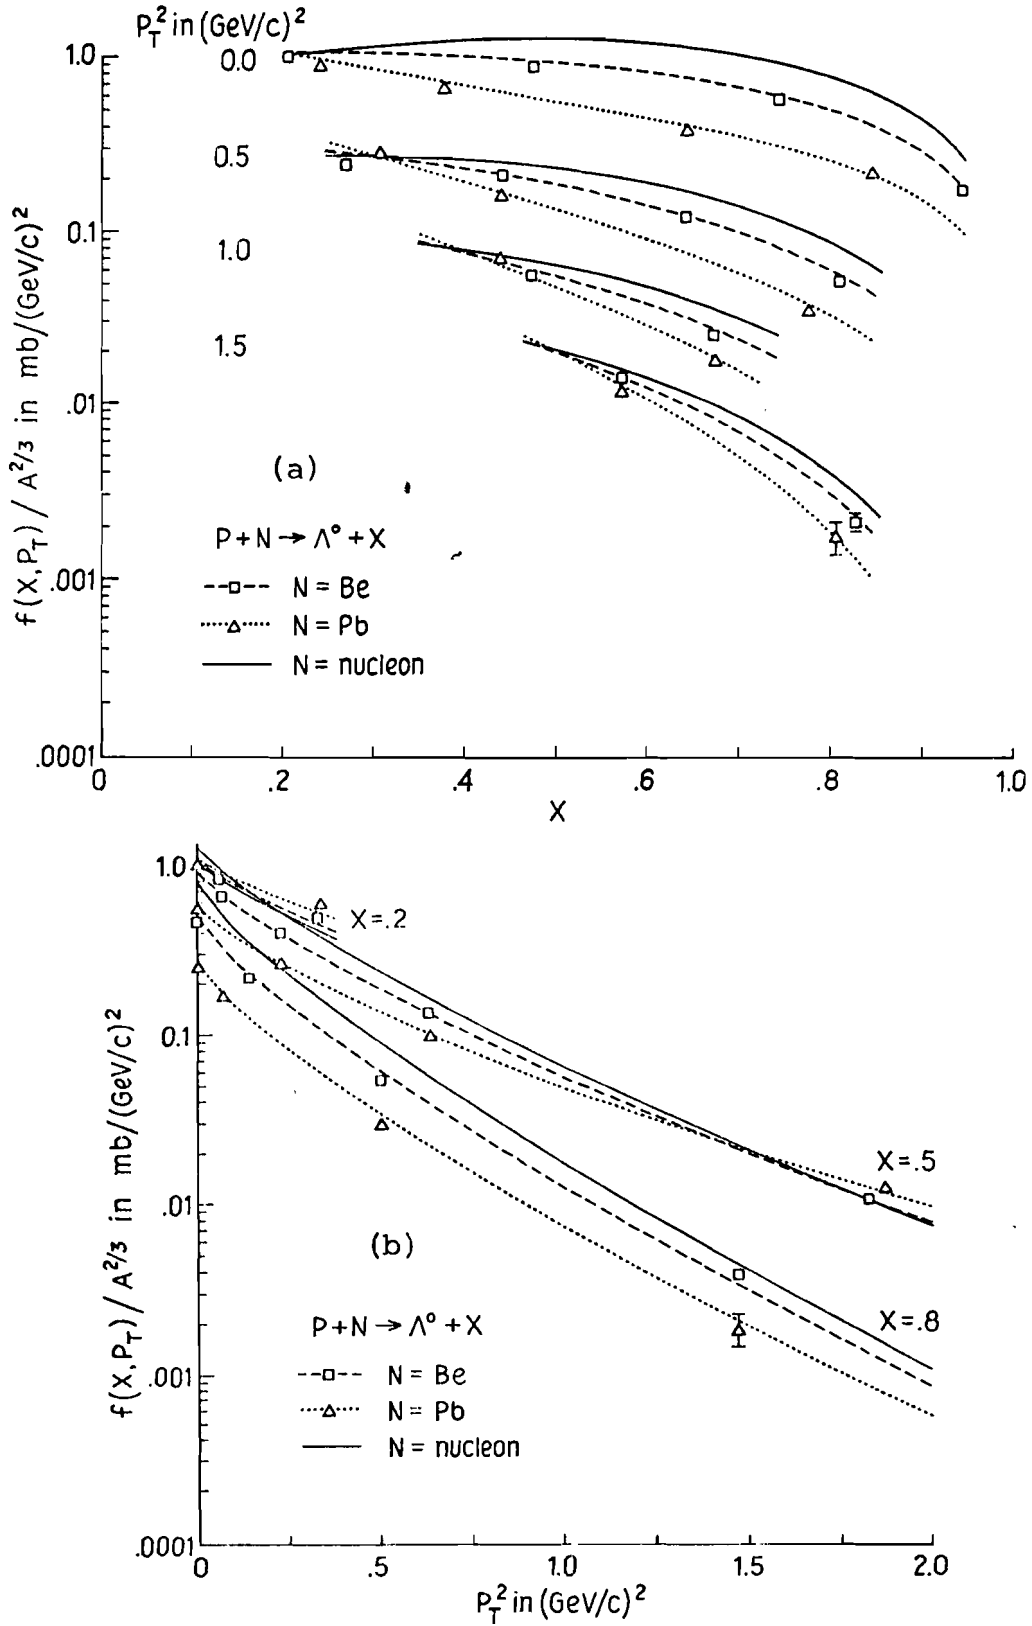 P_T^2 in (GeV/c)^2
1.0
0.0
0.5
0.1
1.0
1.5
.01
.001
.0001
f(X,P_T) / A^{2/3} in mb/(GeV/c)^2
(a)
P+N→Λ°+X
N = Be
N = Pb
N = nucleon
0 .2 .4 .6 .8 1.0
X
1.0
X=.2
0.1
X=.5
.01
X=.8
.001
.0001
f(X,P_T) / A^{2/3} in mb/(GeV/c)^2
(b)
P+N→Λ°+X
N = Be
N = Pb
N = nucleon
0 .5 1.0 1.5 2.0
P_T^2 in (GeV/c)^2